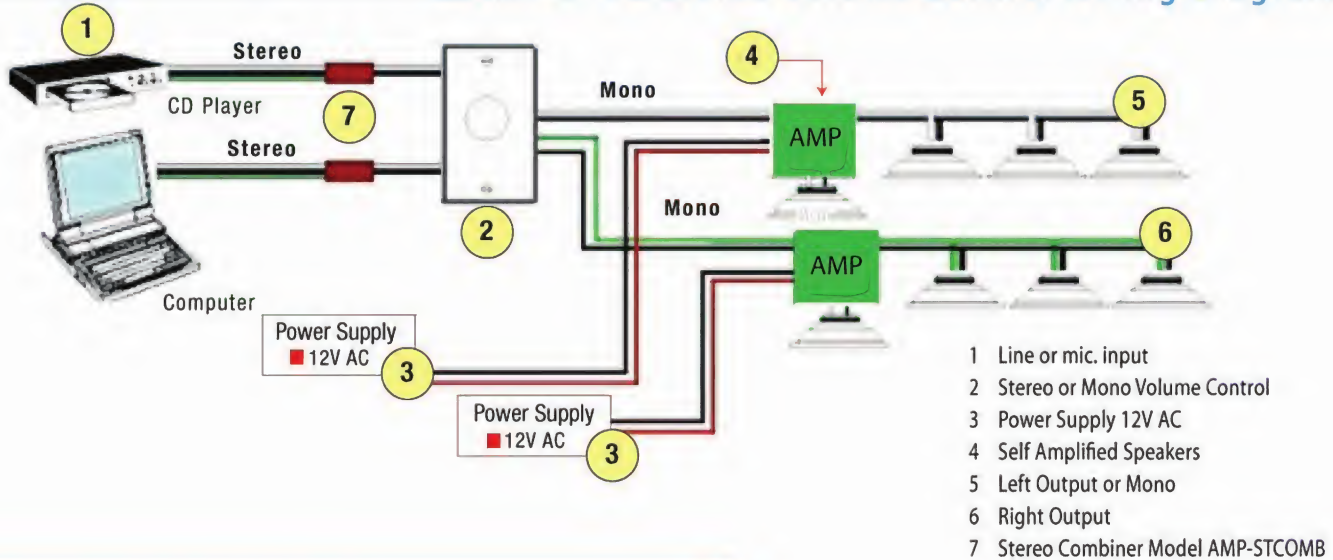 1
Stereo
CD Player
7
Stereo
Computer
2
Mono
4
AMP
5
Mono
AMP
6
Power Supply
12V AC
3
Power Supply
12V AC
3
1 Line or mic. input
2 Stereo or Mono Volume Control
3 Power Supply 12V AC
4 Self Amplified Speakers
5 Left Output or Mono
6 Right Output
7 Stereo Combiner Model AMP-STCOMB